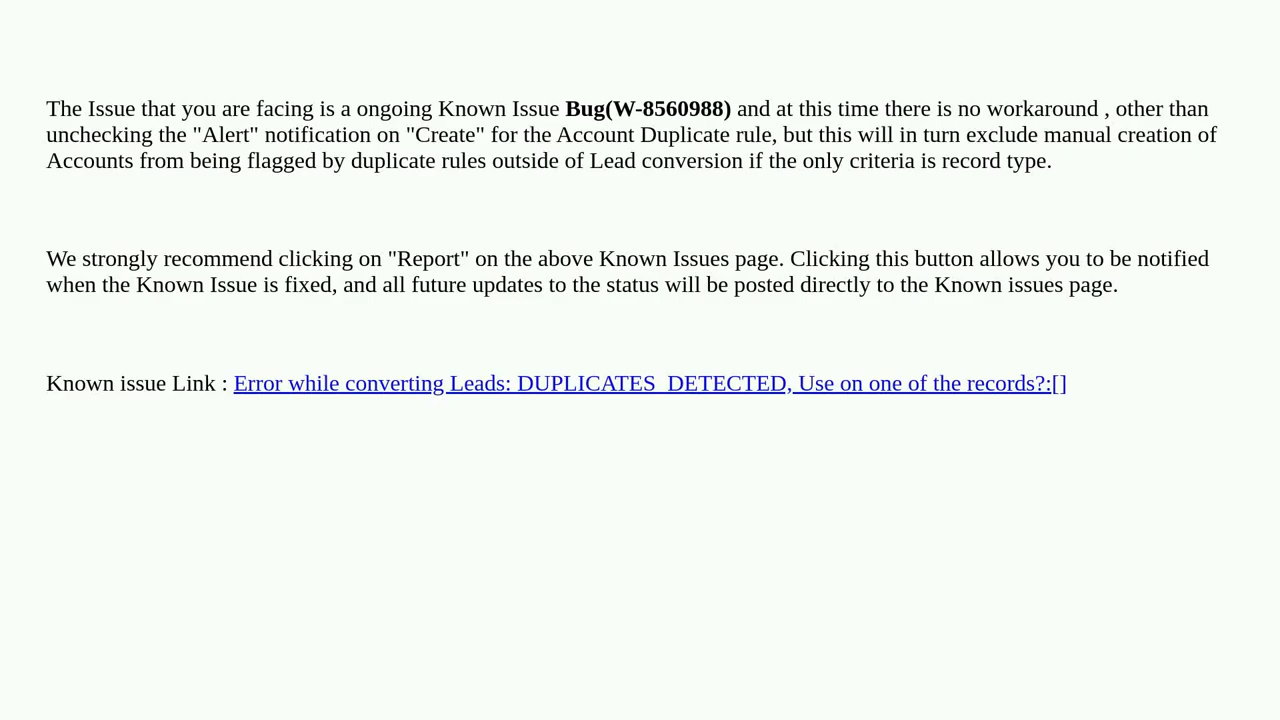 The Issue that you are facing is a ongoing Known Issue Bug(W-8560988) and at this time there is no workaround , other than
unchecking the "Alert" notification on "Create" for the Account Duplicate rule, but this will in turn exclude manual creation of
Accounts from being flagged by duplicate rules outside of Lead conversion if the only criteria is record type.
We strongly recommend clicking on "Report" on the above Known Issues page. Clicking this button allows you to be notified
when the Known Issue is fixed, and all future updates to the status will be posted directly to the Known issues page.
Known issue Link : Error while converting Leads: DUPLICATES_DETECTED, Use on one of the records?:[]